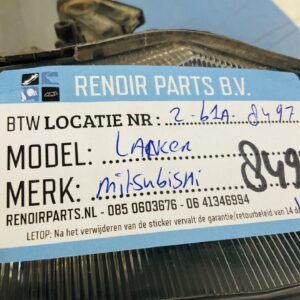 RENOIR PARTS B.V.
BTW LOCATIE NR: 2-61A-8497
MODEL: LANCER
MERK: mitsubishi
849
RENOIRPARTS.NL - 085 0603676 - 06 41346994
LETOP: Na het verwijderen van de sticker vervalt de garantie/retourbeleid van 14 d